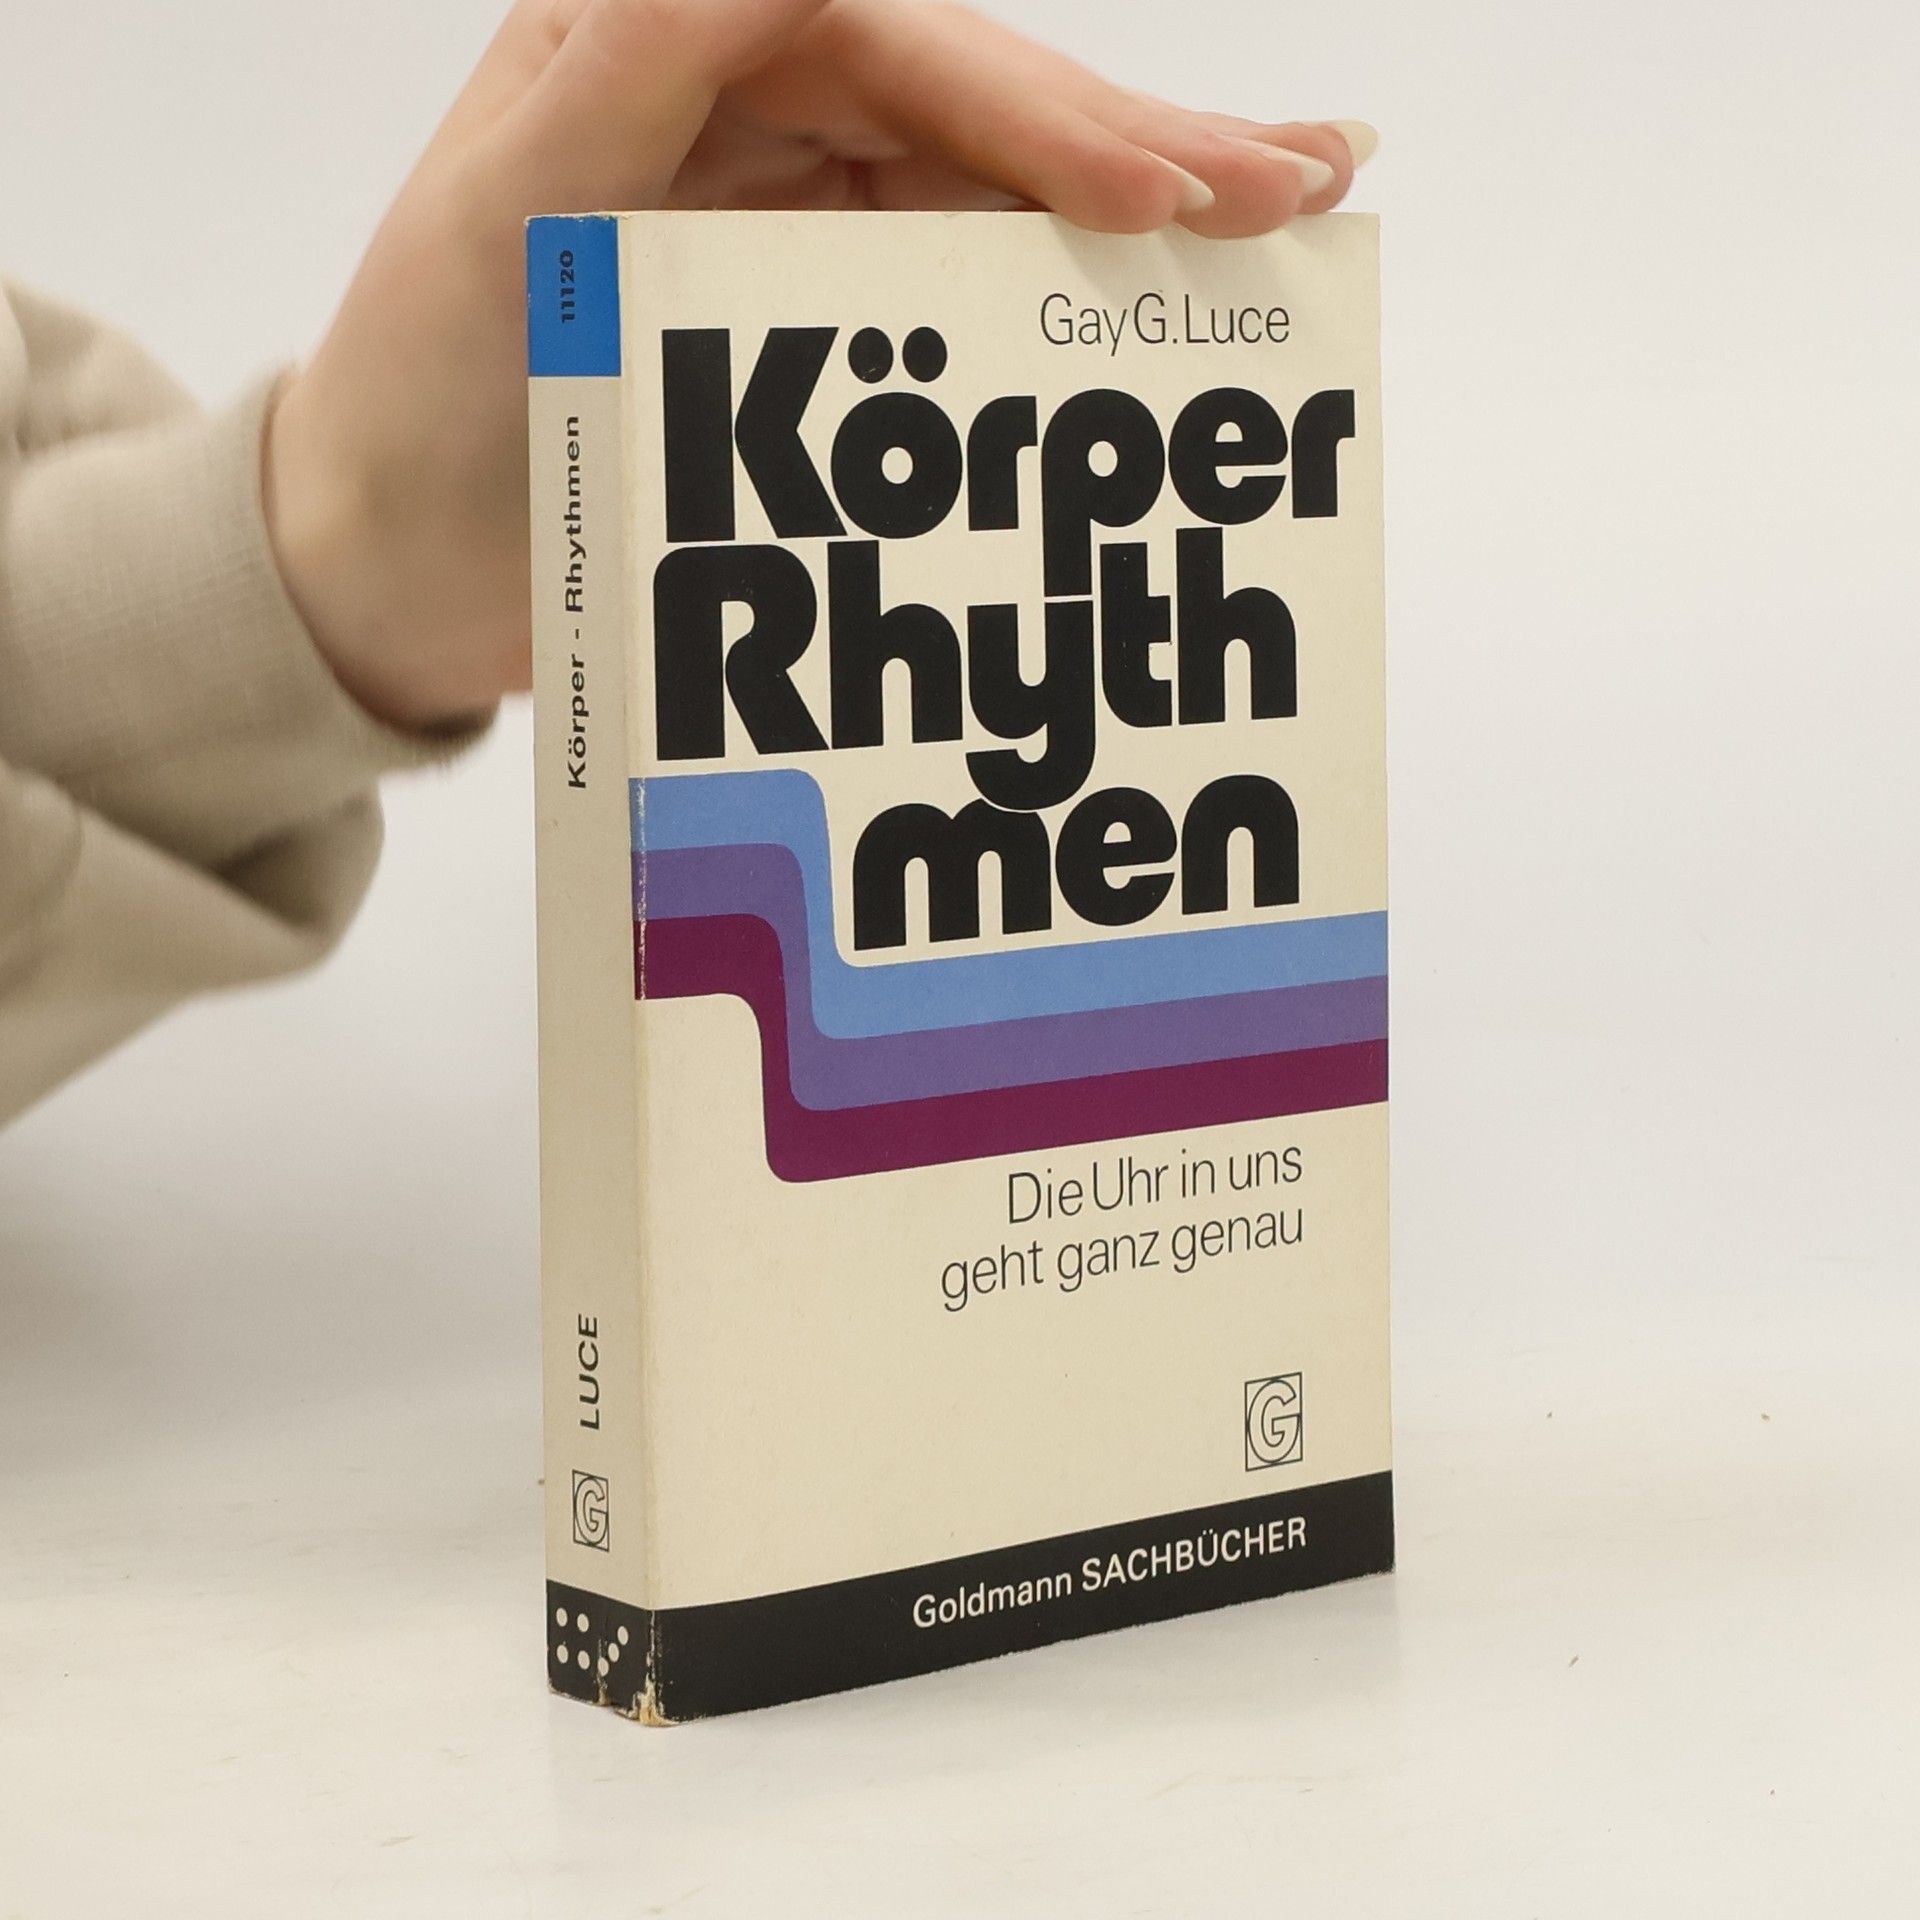 Gay G. Luce
Körper
Rhyth
men
Die Uhr in uns
geht ganz genau
G
Goldmann SACHBÜCHER
11120
Körper - Rhythmen
LUCE
G